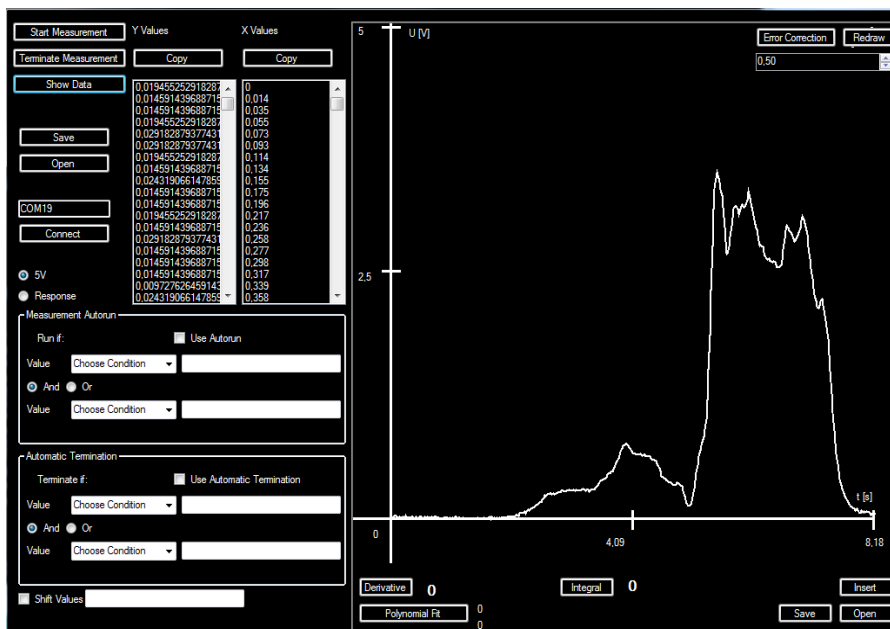 Start Measurement
Y Values
X Values
Terminate Measurement
Copy
Copy
Show Data
0,019455252918287
0,014591439688715
0,014591439688715
0,019455252918287
0,029182879377431
0,029182879377431
0,019455252918287
0,014591439688715
0,024319066147859
0,014591439688715
0,014591439688715
0,019455252918287
0,014591439688715
0,029182879377431
0,014591439688715
0,014591439688715
0,014591439688715
0,009727626459143
0,024319066147859
0
0,014
0,035
0,055
0,073
0,093
0,114
0,134
0,155
0,175
0,196
0,217
0,236
0,258
0,277
0,298
0,317
0,339
0,358
Save
Open
COM19
Connect
5V
Response
Measurement Autorun
Run if:
Use Autorun
Value
Choose Condition
And
Or
Value
Choose Condition
Automatic Termination
Terminate if:
Use Automatic Termination
Value
Choose Condition
And
Or
Value
Choose Condition
Shift Values
5
U [V]
Error Correction
Redraw
0,50
2,5
t [s]
0
4,09
8,18
Derivative
0
Integral
0
Insert
Polynomial Fit
0
0
Save
Open